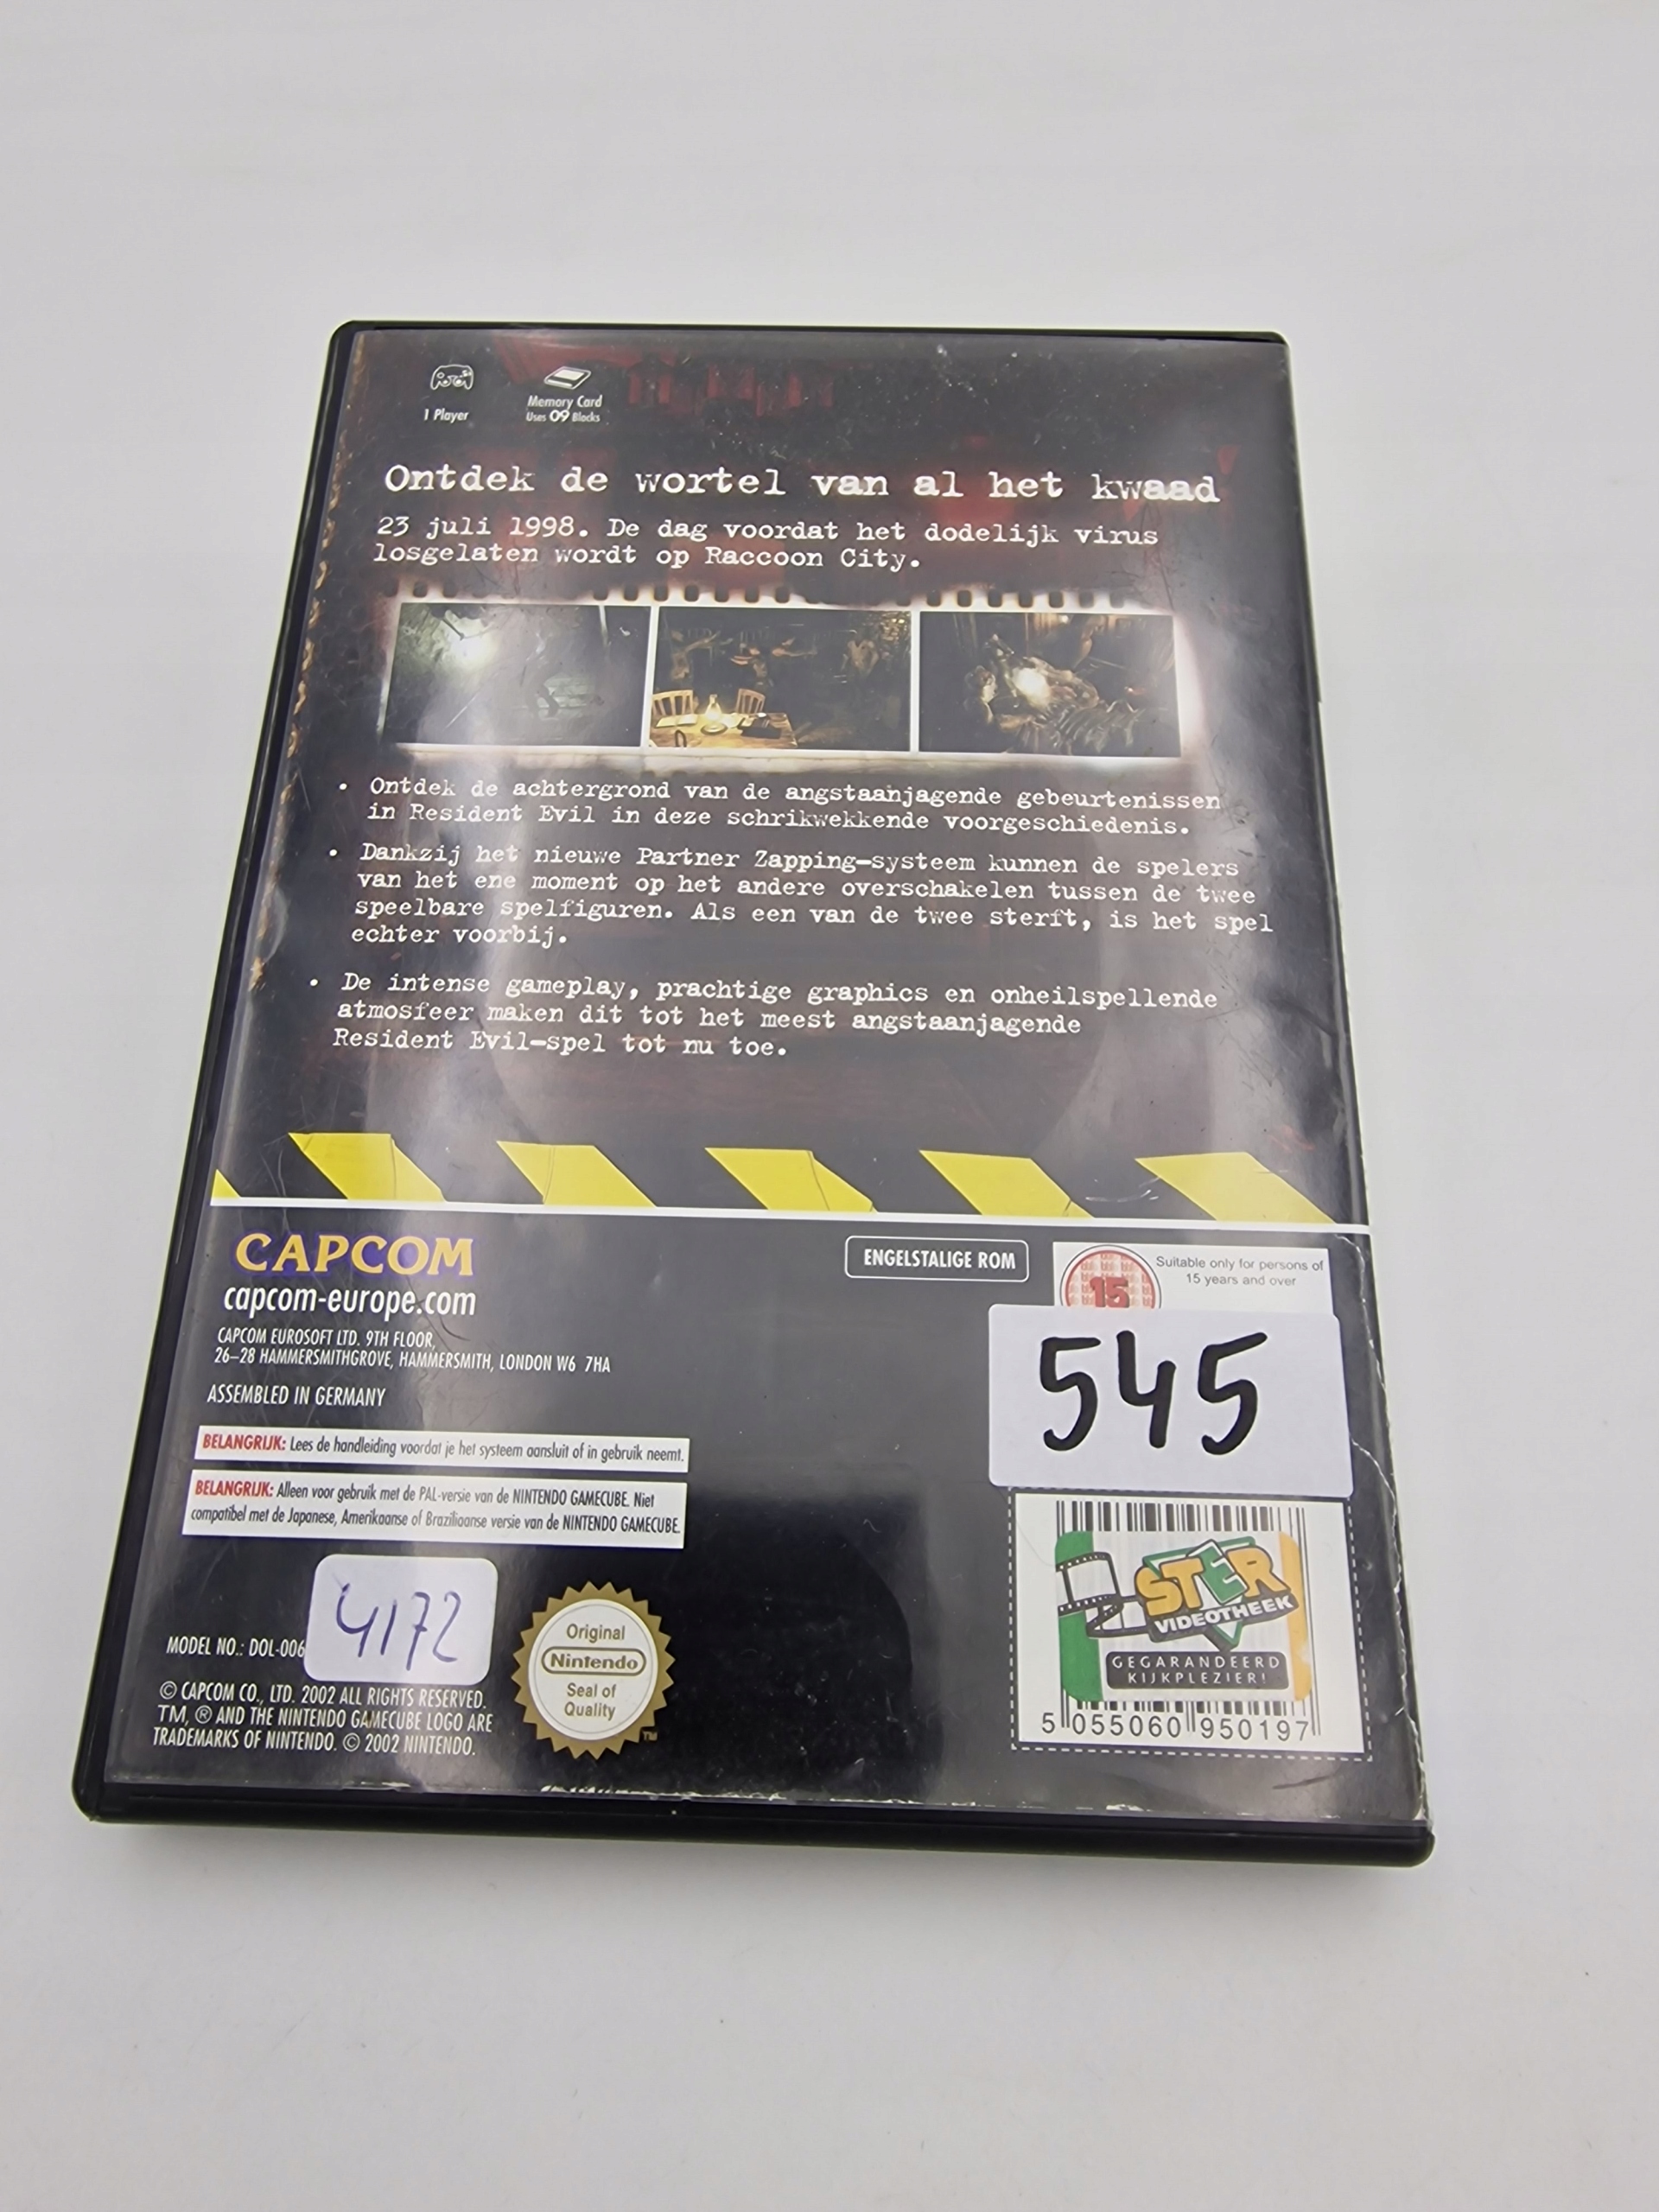 1 Player
Memory Card
Uses 09 Blocks
Ontdek de wortel van al het kwaad
23 juli 1998. De dag voordat het dodelijk virus
losgelaten wordt op Raccoon City.
• Ontdek de achtergrond van de angstaanjagende gebeurtenissen
in Resident Evil in deze schrikwekkende voorgeschiedenis.
• Dankzij het nieuwe Partner Zapping-systeem kunnen de spelers
van het ene moment op het andere overschakelen tussen de twee
speelbare spelfiguren. Als een van de twee sterft, is het spel
echter voorbij.
• De intense gameplay, prachtige graphics en onheilspellende
atmosfeer maken dit tot het meest angstaanjagende
Resident Evil-spel tot nu toe.
CAPCOM
capcom-europe.com
CAPCOM EUROSOFT LTD. 9TH FLOOR,
26-28 HAMMERSMITHGROVE, HAMMERSMITH, LONDON W6 7HA
ASSEMBLED IN GERMANY
ENGELSTALIGE ROM
15
Suitable only for persons of
15 years and over
545
BELANGRIJK: Lees de handleiding voordat je het systeem aansluit of in gebruik neemt.
BELANGRIJK: Alleen voor gebruik met de PAL-versie van de NINTENDO GAMECUBE. Niet
compatibel met de Japanese, Amerikaanse of Braziliaanse versie van de NINTENDO GAMECUBE.
4172
MODEL NO.: DOL-006
© CAPCOM CO., LTD. 2002 ALL RIGHTS RESERVED.
TM, ® AND THE NINTENDO GAMECUBE LOGO ARE
TRADEMARKS OF NINTENDO. © 2002 NINTENDO.
Original
Nintendo
Seal of
Quality
TM
STER
VIDEOTHEEK
GEGARANDEERD
KIJKPLEZIER!
5 055060 950197